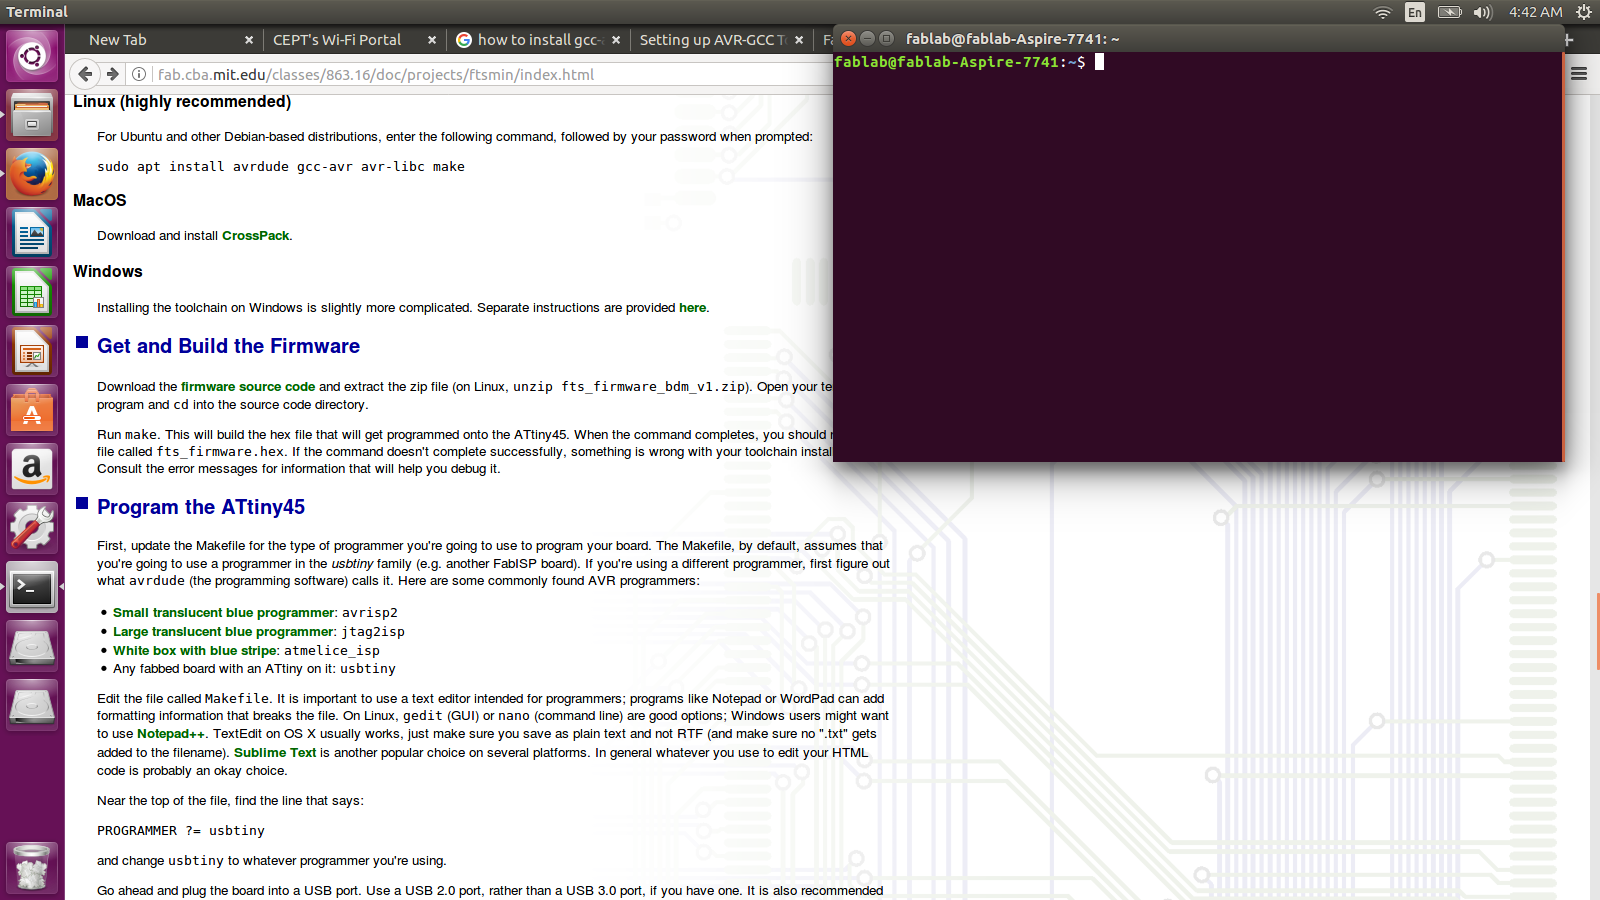 Terminal
En
4:42 AM
New Tab
CEPT's Wi-Fi Portal
how to install gcc-
Setting up AVR-GCC T
fab.cba.mit.edu/classes/863.16/doc/projects/ftsmin/index.html
fablab@fablab-Aspire-7741: ~
fablab@fablab-Aspire-7741:~$
Linux (highly recommended)
For Ubuntu and other Debian-based distributions, enter the following command, followed by your password when prompted:
sudo apt install avrdude gcc-avr avr-libc make
MacOS
Download and install CrossPack.
Windows
Installing the toolchain on Windows is slightly more complicated. Separate instructions are provided here.
Get and Build the Firmware
Download the firmware source code and extract the zip file (on Linux, unzip fts_firmware_bdm_v1.zip). Open your te
program and cd into the source code directory.
Run make. This will build the hex file that will get programmed onto the ATtiny45. When the command completes, you should
file called fts_firmware.hex. If the command doesn't complete successfully, something is wrong with your toolchain instal
Consult the error messages for information that will help you debug it.
Program the ATtiny45
First, update the Makefile for the type of programmer you're going to use to program your board. The Makefile, by default, assumes that
you're going to use a programmer in the usbtiny family (e.g. another FabISP board). If you're using a different programmer, first figure out
what avrdude (the programming software) calls it. Here are some commonly found AVR programmers:
• Small translucent blue programmer: avrisp2
• Large translucent blue programmer: jtag2isp
• White box with blue stripe: atmelice_isp
• Any fabbed board with an ATtiny on it: usbtiny
Edit the file called Makefile. It is important to use a text editor intended for programmers; programs like Notepad or WordPad can add
formatting information that breaks the file. On Linux, gedit (GUI) or nano (command line) are good options; Windows users might want
to use Notepad++. TextEdit on OS X usually works, just make sure you save as plain text and not RTF (and make sure no ".txt" gets
added to the filename). Sublime Text is another popular choice on several platforms. In general whatever you use to edit your HTML
code is probably an okay choice.
Near the top of the file, find the line that says:
PROGRAMMER ?= usbtiny
and change usbtiny to whatever programmer you're using.
Go ahead and plug the board into a USB port. Use a USB 2.0 port, rather than a USB 3.0 port, if you have one. It is also recommended